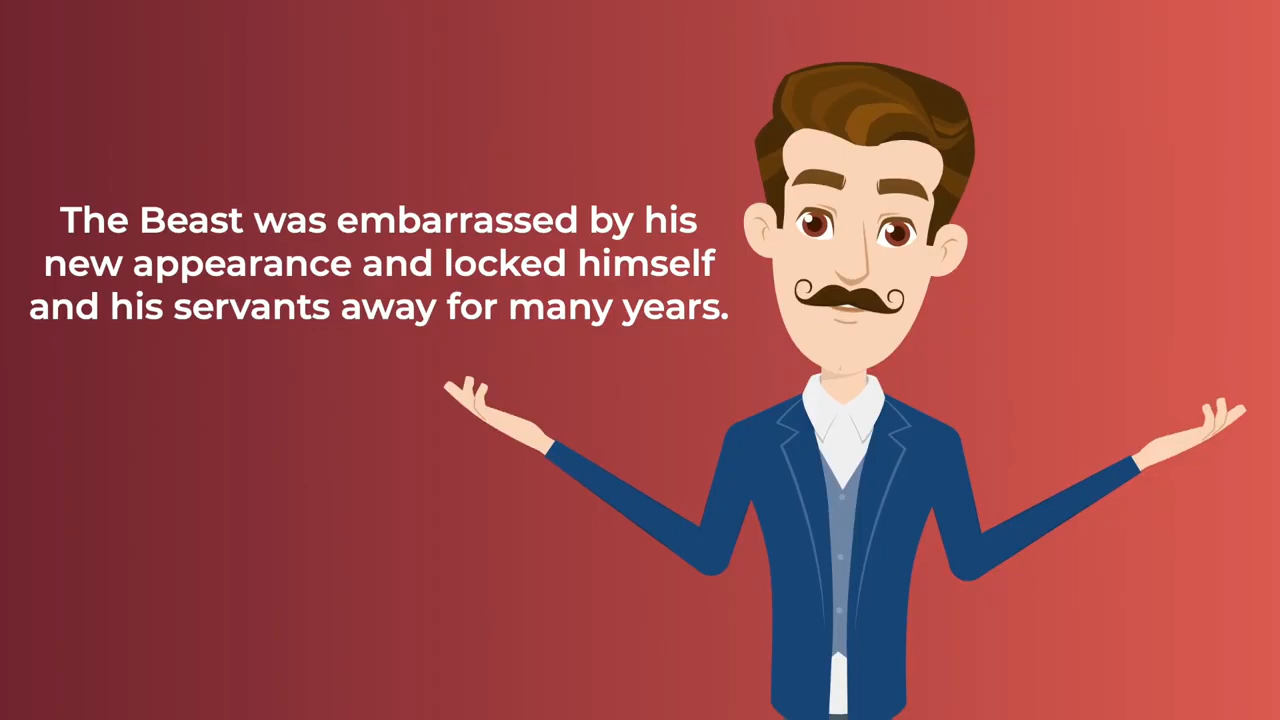 The Beast was embarrassed by his
new appearance and locked himself
and his servants away for many years.